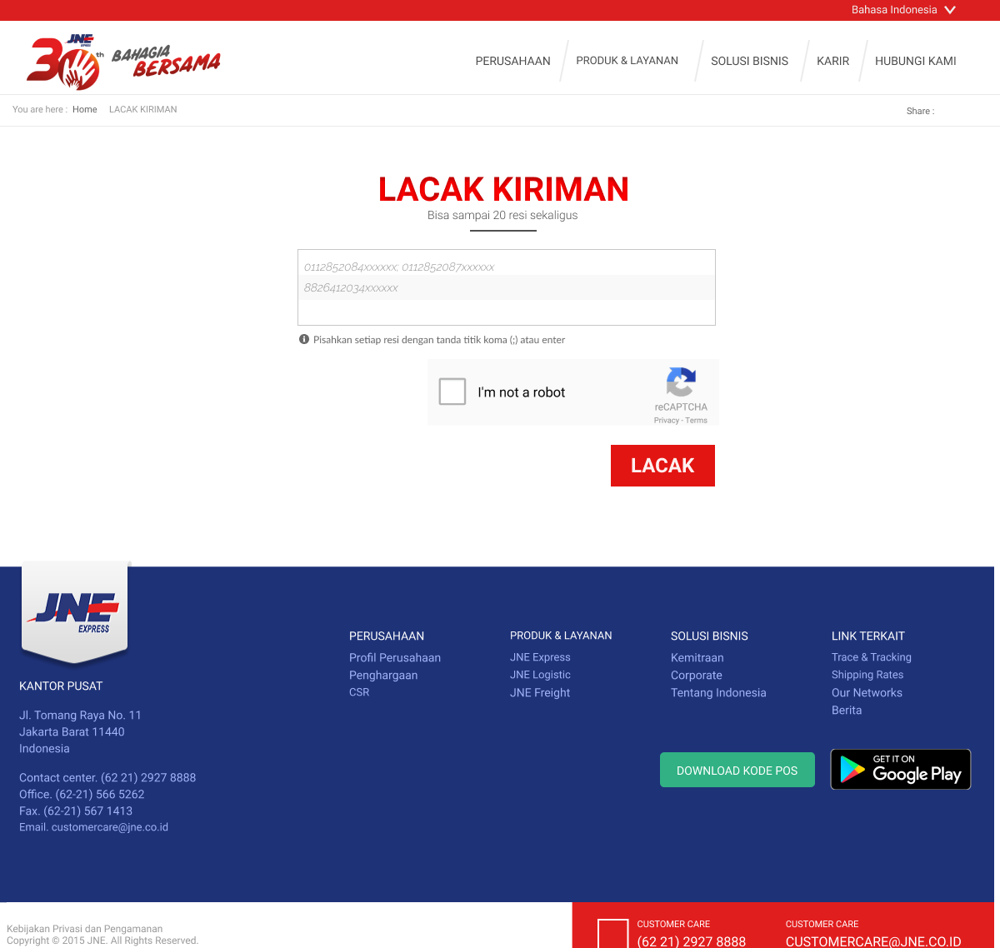 Bahasa Indonesia
JNE
EXPRESS
30th BAHAGIA
BERSAMA
PERUSAHAAN
PRODUK & LAYANAN
SOLUSI BISNIS
KARIR
HUBUNGI KAMI
You are here : Home LACAK KIRIMAN
Share :
LACAK KIRIMAN
Bisa sampai 20 resi sekaligus
0112852084xxxxxx; 0112852087xxxxxx
8826412034xxxxxx
Pisahkan setiap resi dengan tanda titik koma (;) atau enter
I'm not a robot
reCAPTCHA
Privacy - Terms
LACAK
JNE
EXPRESS
KANTOR PUSAT
Jl. Tomang Raya No. 11
Jakarta Barat 11440
Indonesia
Contact center. (62 21) 2927 8888
Office. (62-21) 566 5262
Fax. (62-21) 567 1413
Email. customercare@jne.co.id
PERUSAHAAN
Profil Perusahaan
Penghargaan
CSR
PRODUK & LAYANAN
JNE Express
JNE Logistic
JNE Freight
SOLUSI BISNIS
Kemitraan
Corporate
Tentang Indonesia
LINK TERKAIT
Trace & Tracking
Shipping Rates
Our Networks
Berita
DOWNLOAD KODE POS
GET IT ON
Google Play
Kebijakan Privasi dan Pengamanan
Copyright © 2015 JNE. All Rights Reserved.
CUSTOMER CARE
(62 21) 2927 8888
CUSTOMER CARE
CUSTOMERCARE@JNE.CO.ID